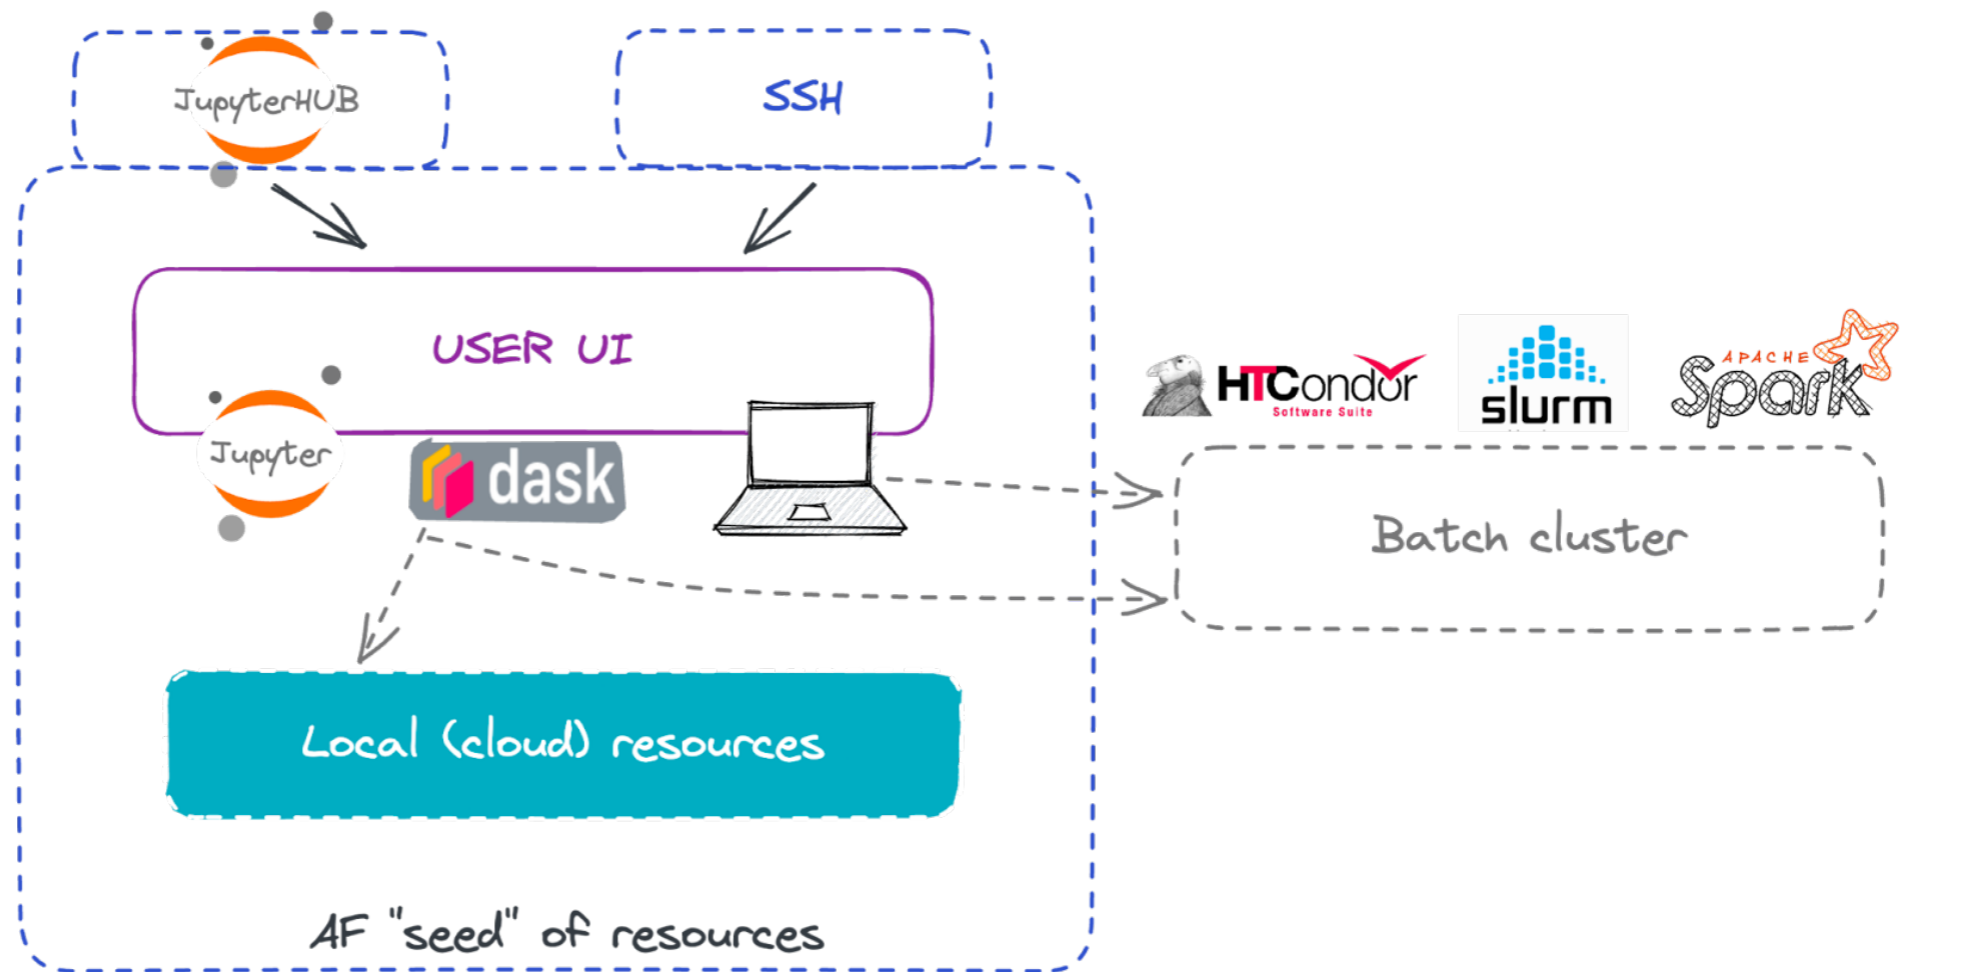 JupyterHUB
SSH
USER UI
Jupyter
dask
HTCondor
Software Suite
slurm
APACHE
Spark
Batch cluster
Local (cloud) resources
AF "seed" of resources